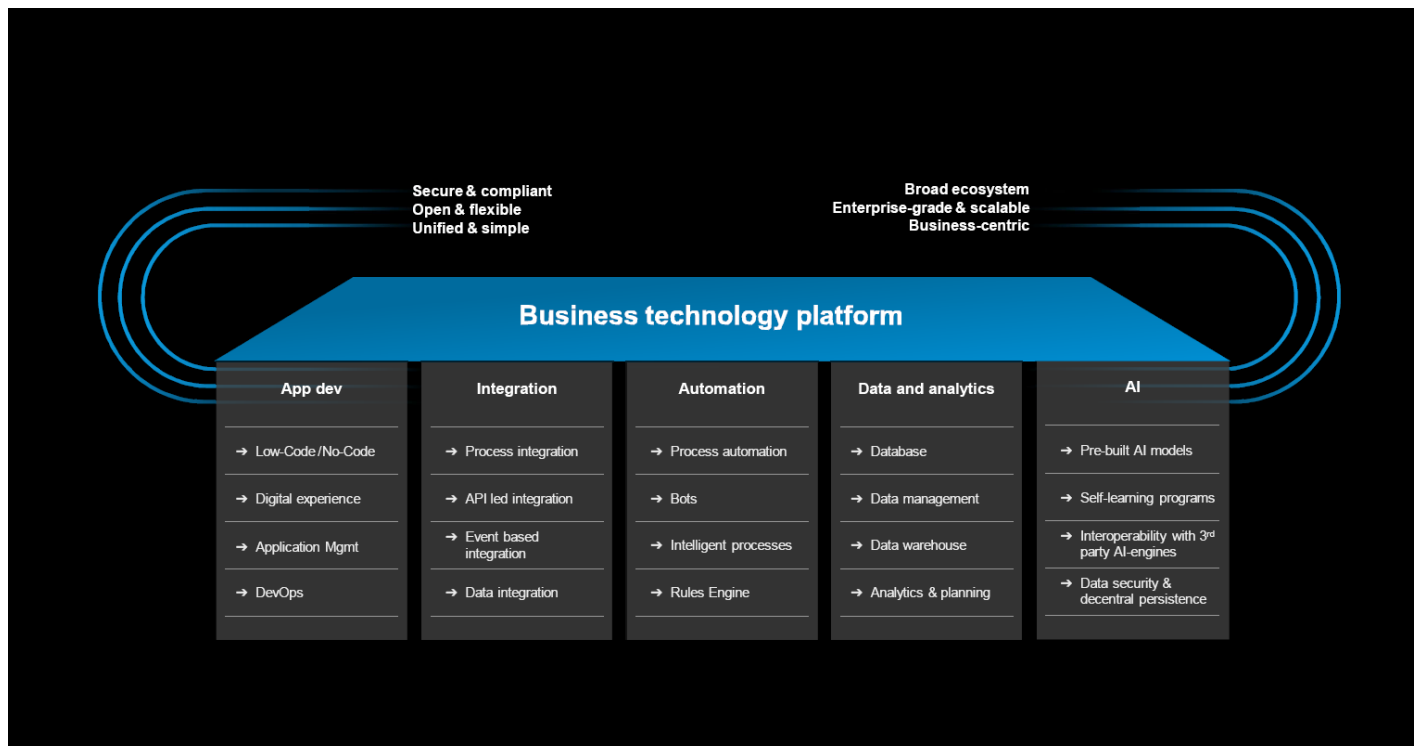 Secure & compliant
Open & flexible
Unified & simple
Broad ecosystem
Enterprise-grade & scalable
Business-centric
Business technology platform
App dev
➔ Low-Code/No-Code
➔ Digital experience
➔ Application Mgmt
➔ DevOps
Integration
➔ Process integration
➔ API led integration
➔ Event based
integration
➔ Data integration
Automation
➔ Process automation
➔ Bots
➔ Intelligent processes
➔ Rules Engine
Data and analytics
➔ Database
➔ Data management
➔ Data warehouse
➔ Analytics & planning
AI
➔ Pre-built AI models
➔ Self-learning programs
➔ Interoperability with 3rd
party AI-engines
➔ Data security &
decentral persistence